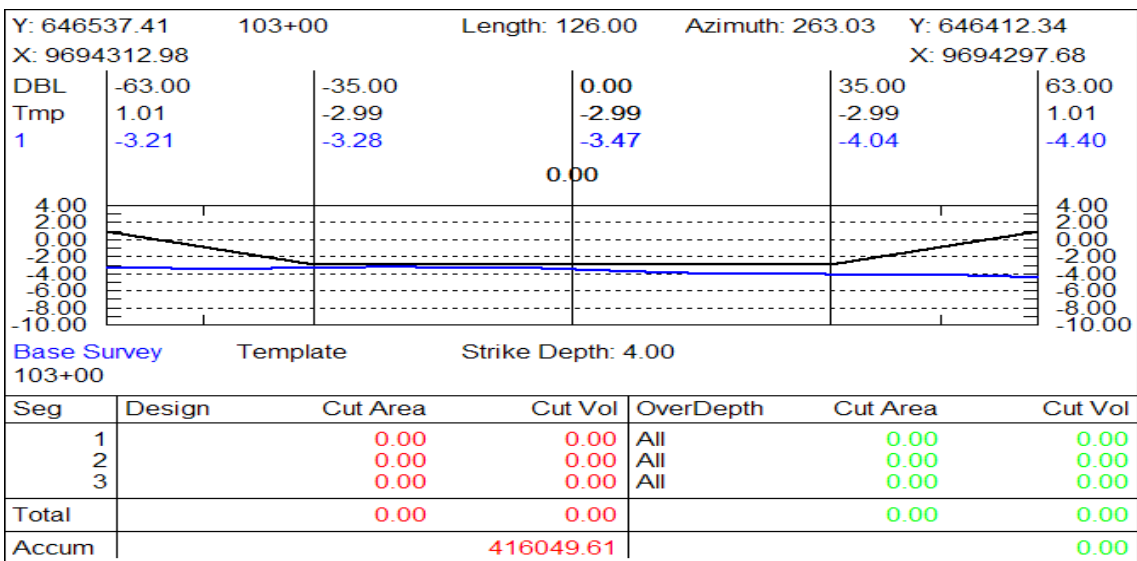 Y: 646537.41 103+00 Length: 126.00 Azimuth: 263.03 Y: 646412.34
X: 9694312.98 X: 9694297.68
DBL -63.00 -35.00 0.00 35.00 63.00
Tmp 1.01 -2.99 -2.99 -2.99 1.01
1 -3.21 -3.28 -3.47 -4.04 -4.40
0.00
4.00 4.00
2.00 2.00
0.00 0.00
-2.00 -2.00
-4.00 -4.00
-6.00 -6.00
-8.00 -8.00
-10.00 -10.00
Base Survey Template Strike Depth: 4.00
103+00
Seg Design Cut Area Cut Vol OverDepth Cut Area Cut Vol
1 0.00 0.00 All 0.00 0.00
2 0.00 0.00 All 0.00 0.00
3 0.00 0.00 All 0.00 0.00
Total 0.00 0.00 0.00 0.00
Accum 416049.61 0.00